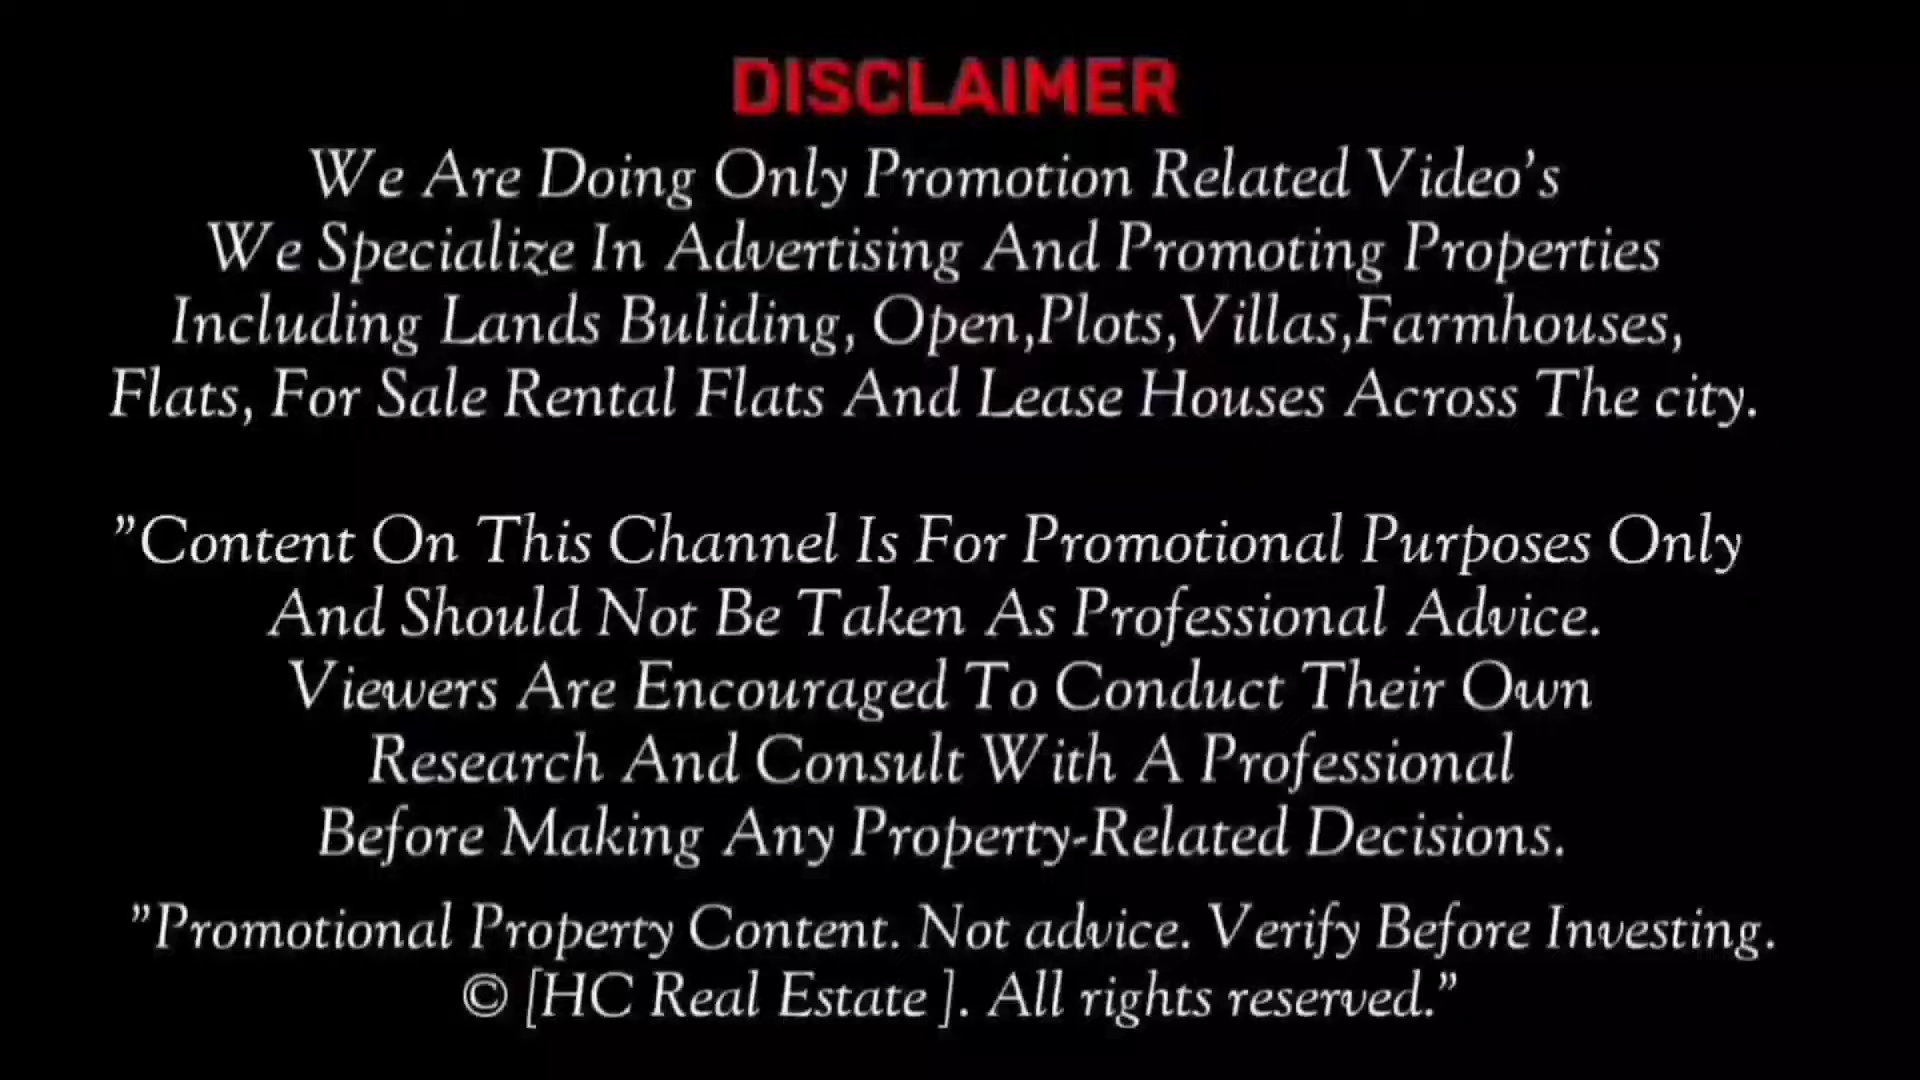 DISCLAIMER
We Are Doing Only Promotion Related Video's
We Specialize In Advertising And Promoting Properties
Including Lands Buliding, Open,Plots,Villas,Farmhouses,
Flats, For Sale Rental Flats And Lease Houses Across The city.
"Content On This Channel Is For Promotional Purposes Only
And Should Not Be Taken As Professional Advice.
Viewers Are Encouraged To Conduct Their Own
Research And Consult With A Professional
Before Making Any Property-Related Decisions.
"Promotional Property Content. Not advice. Verify Before Investing.
© [HC Real Estate ]. All rights reserved."